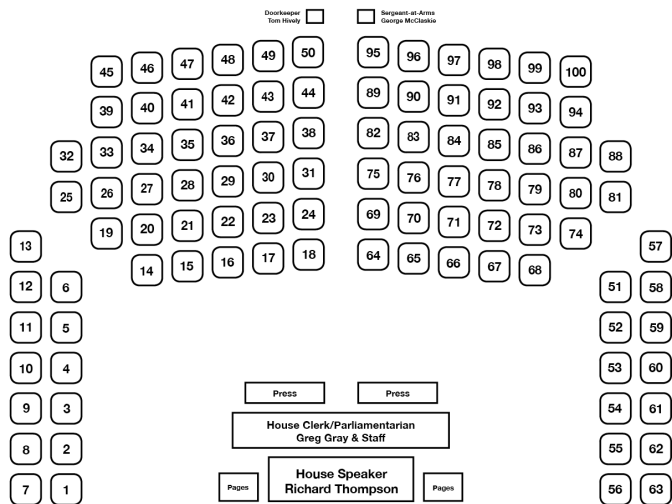 Doorkeeper
Tom Hively
Sergeant-at-Arms
George McClaskie
45 46 47 48 49 50 95 96 97 98 99 100
39 40 41 42 43 44 89 90 91 92 93 94
32 33 34 35 36 37 38 82 83 84 85 86 87 88
25 26 27 28 29 30 31 75 76 77 78 79 80 81
19 20 21 22 23 24 69 70 71 72 73 74
13 14 15 16 17 18 64 65 66 67 68 57
12 6 51 58
11 5 52 59
10 4 53 60
Press Press
9 3 54 61
House Clerk/Parliamentarian
Greg Gray & Staff
8 2 55 62
House Speaker
Richard Thompson
7 1 Pages Pages 56 63